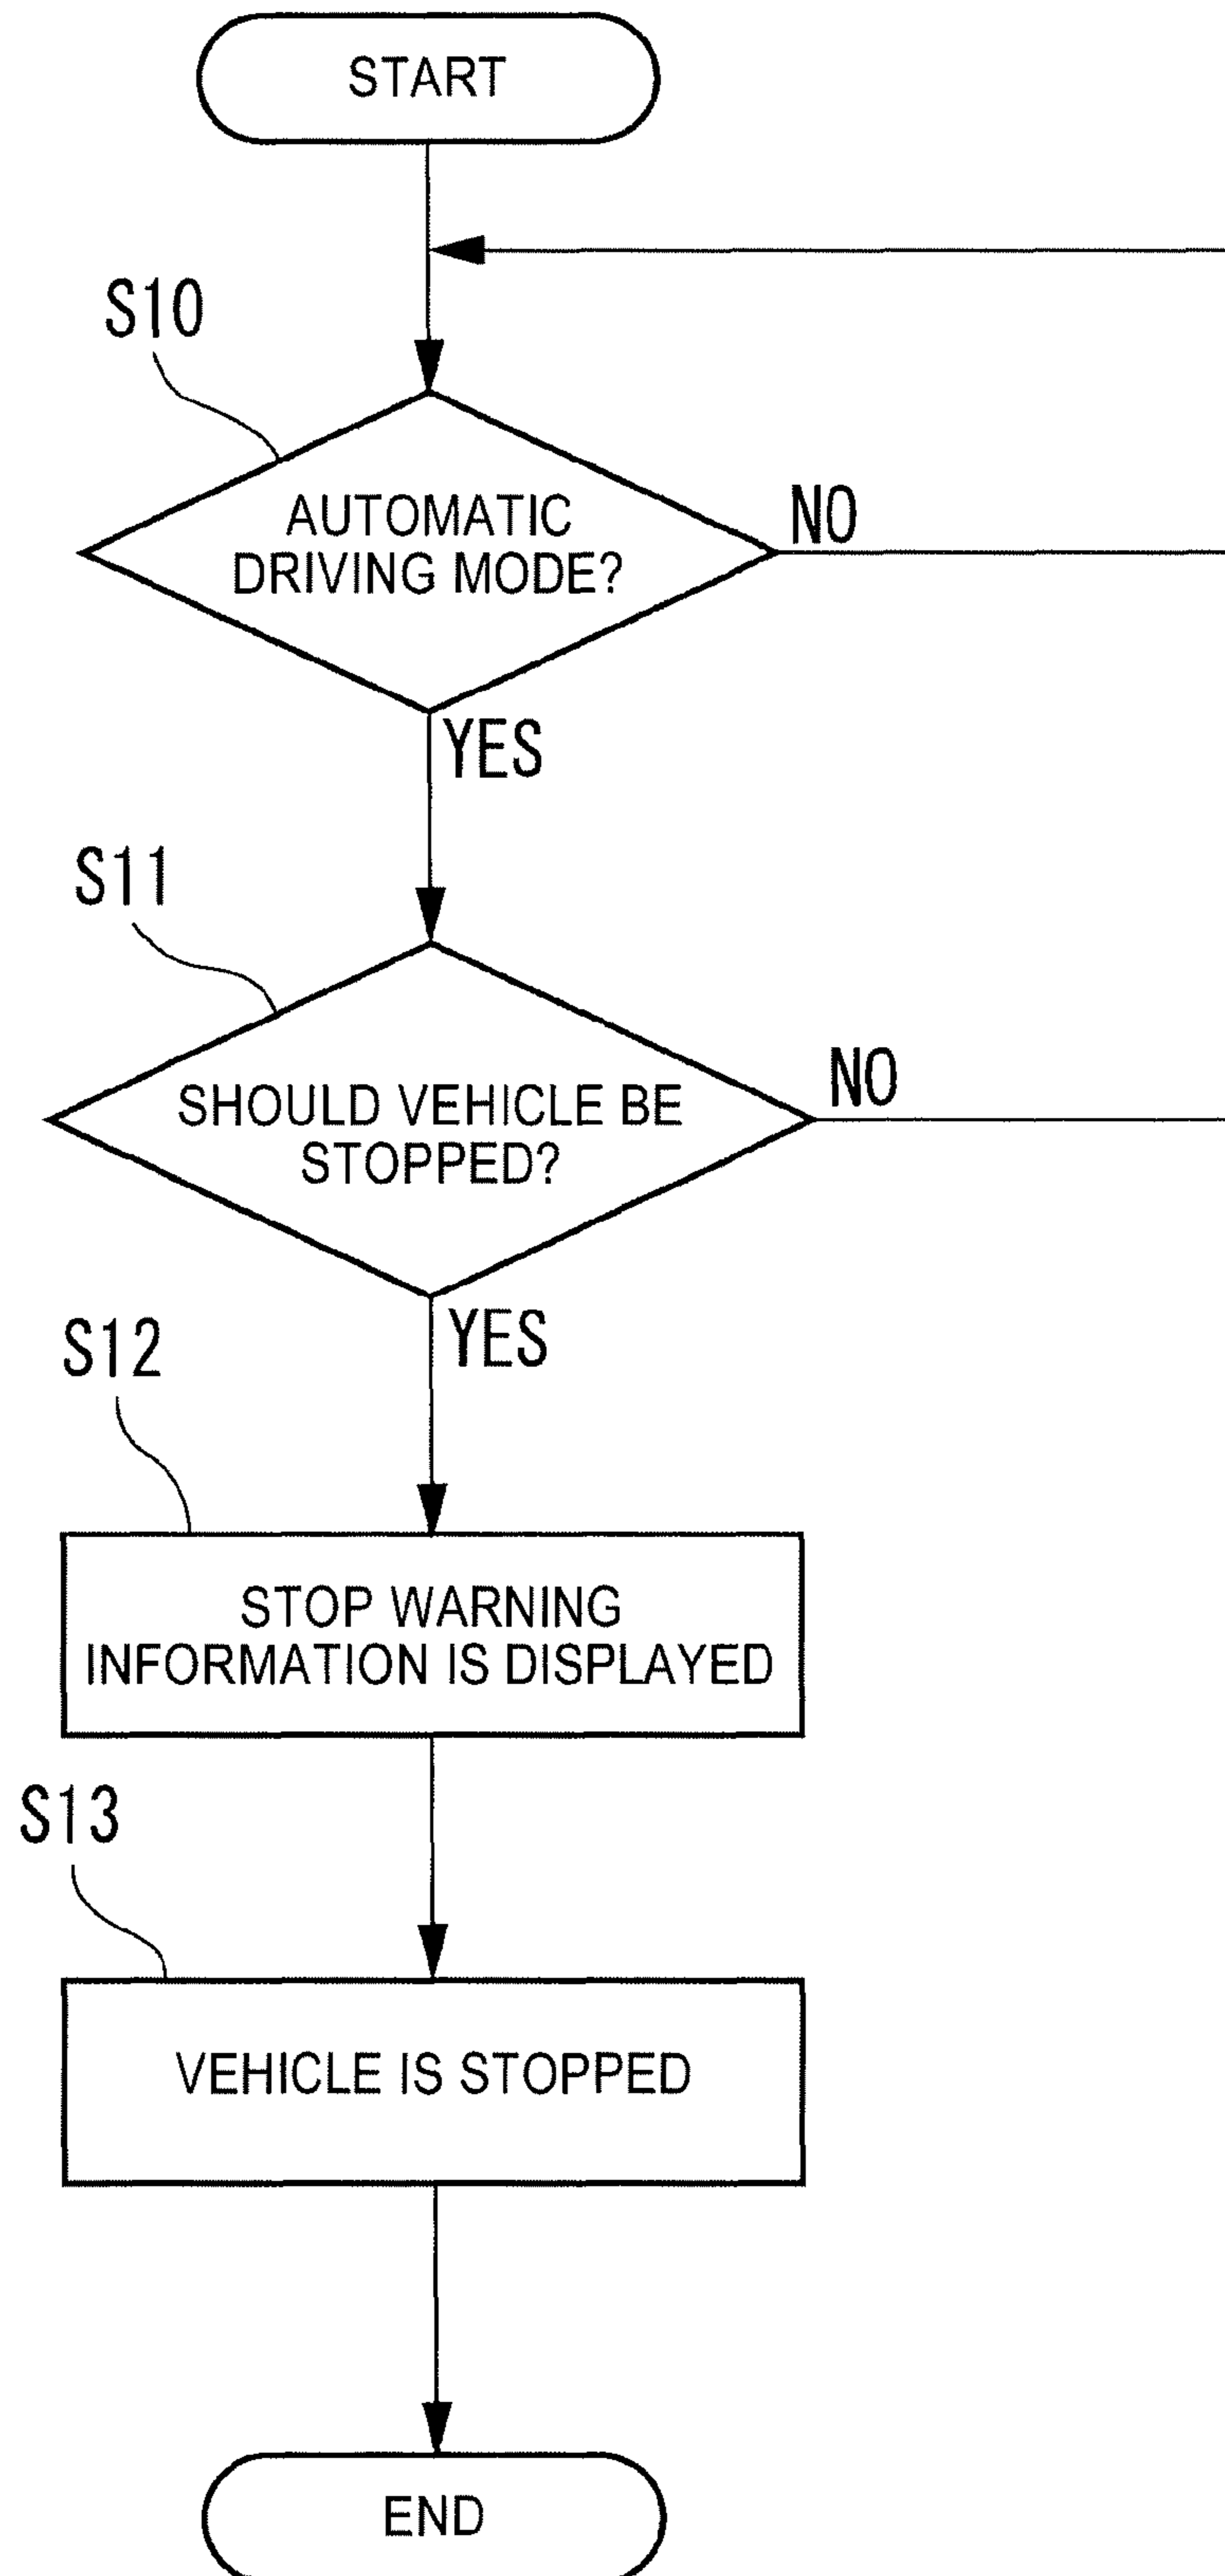 START
S10
AUTOMATIC
DRIVING MODE?
NO
YES
S11
SHOULD VEHICLE BE
STOPPED?
NO
YES
S12
STOP WARNING
INFORMATION IS DISPLAYED
S13
VEHICLE IS STOPPED
END